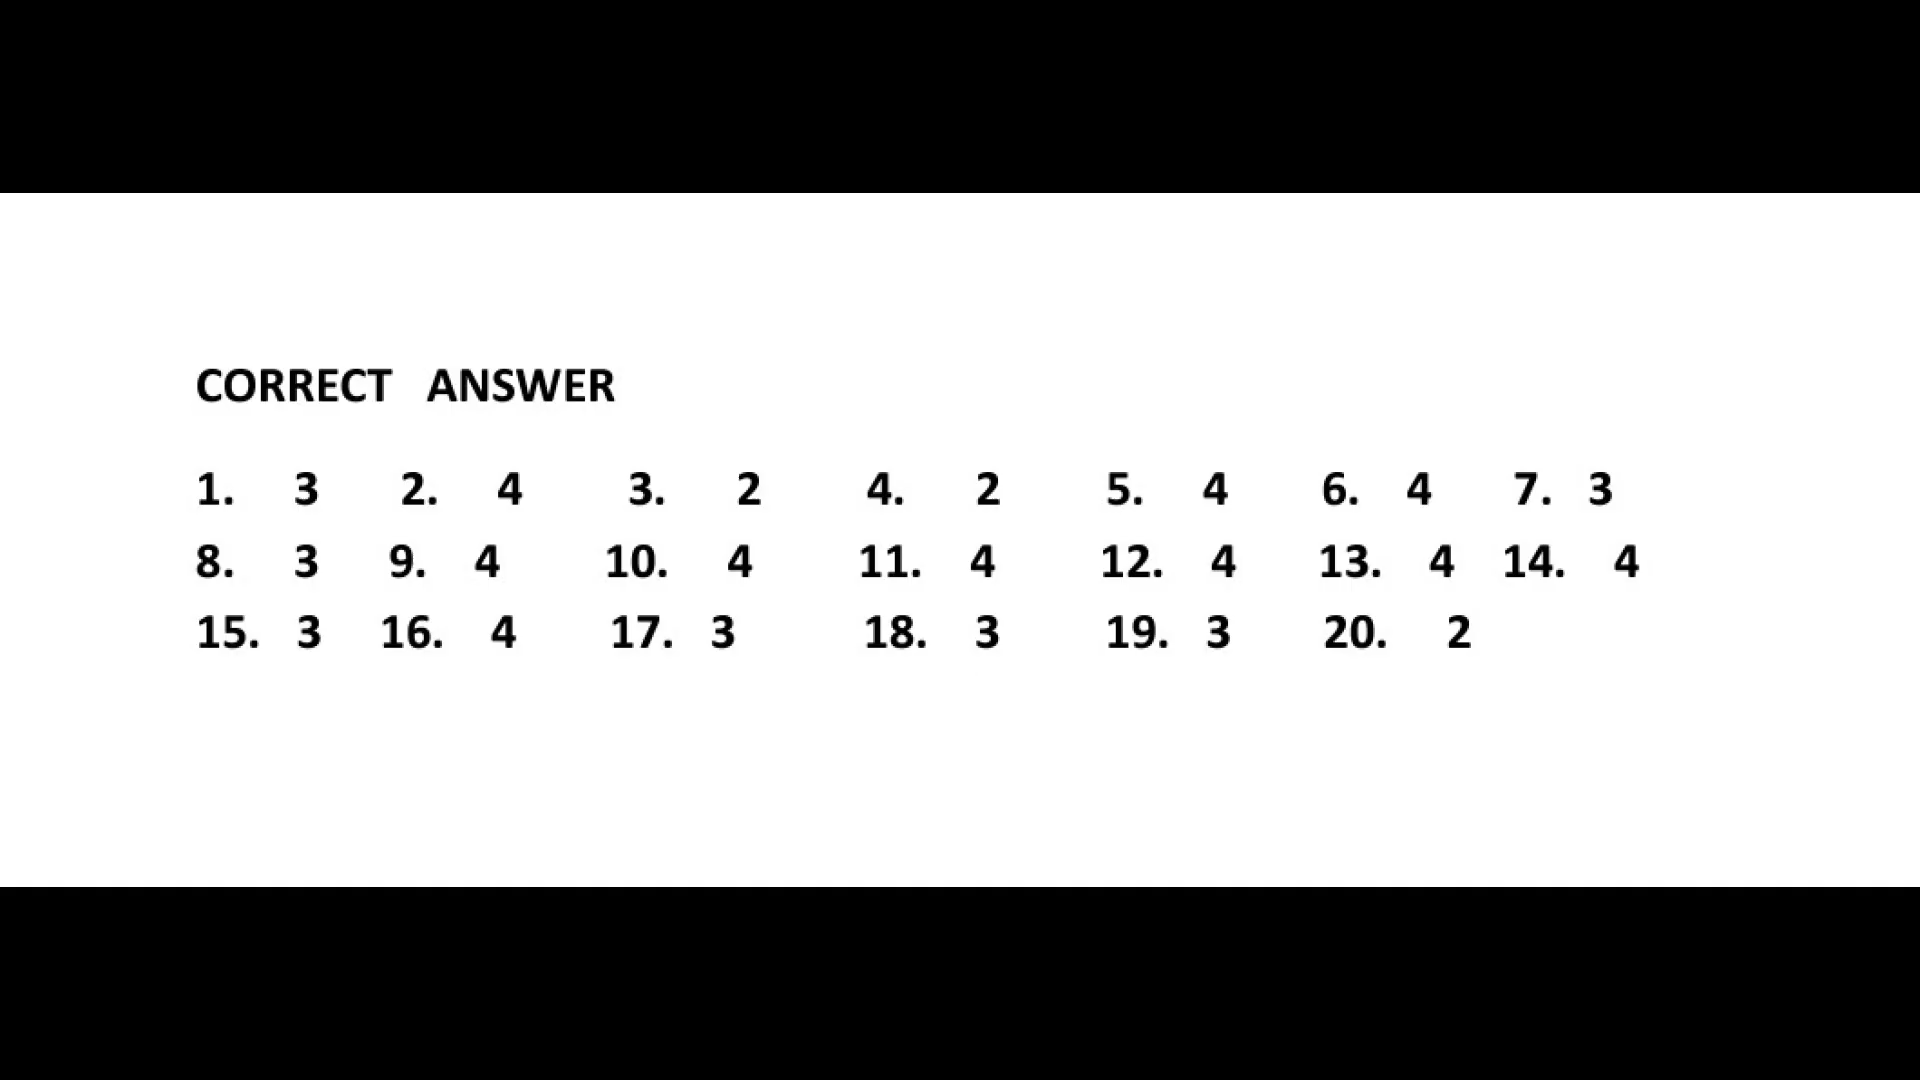 CORRECT ANSWER
1. 3 2. 4 3. 2 4. 2 5. 4 6. 4 7. 3
8. 3 9. 4 10. 4 11. 4 12. 4 13. 4 14. 4
15. 3 16. 4 17. 3 18. 3 19. 3 20. 2